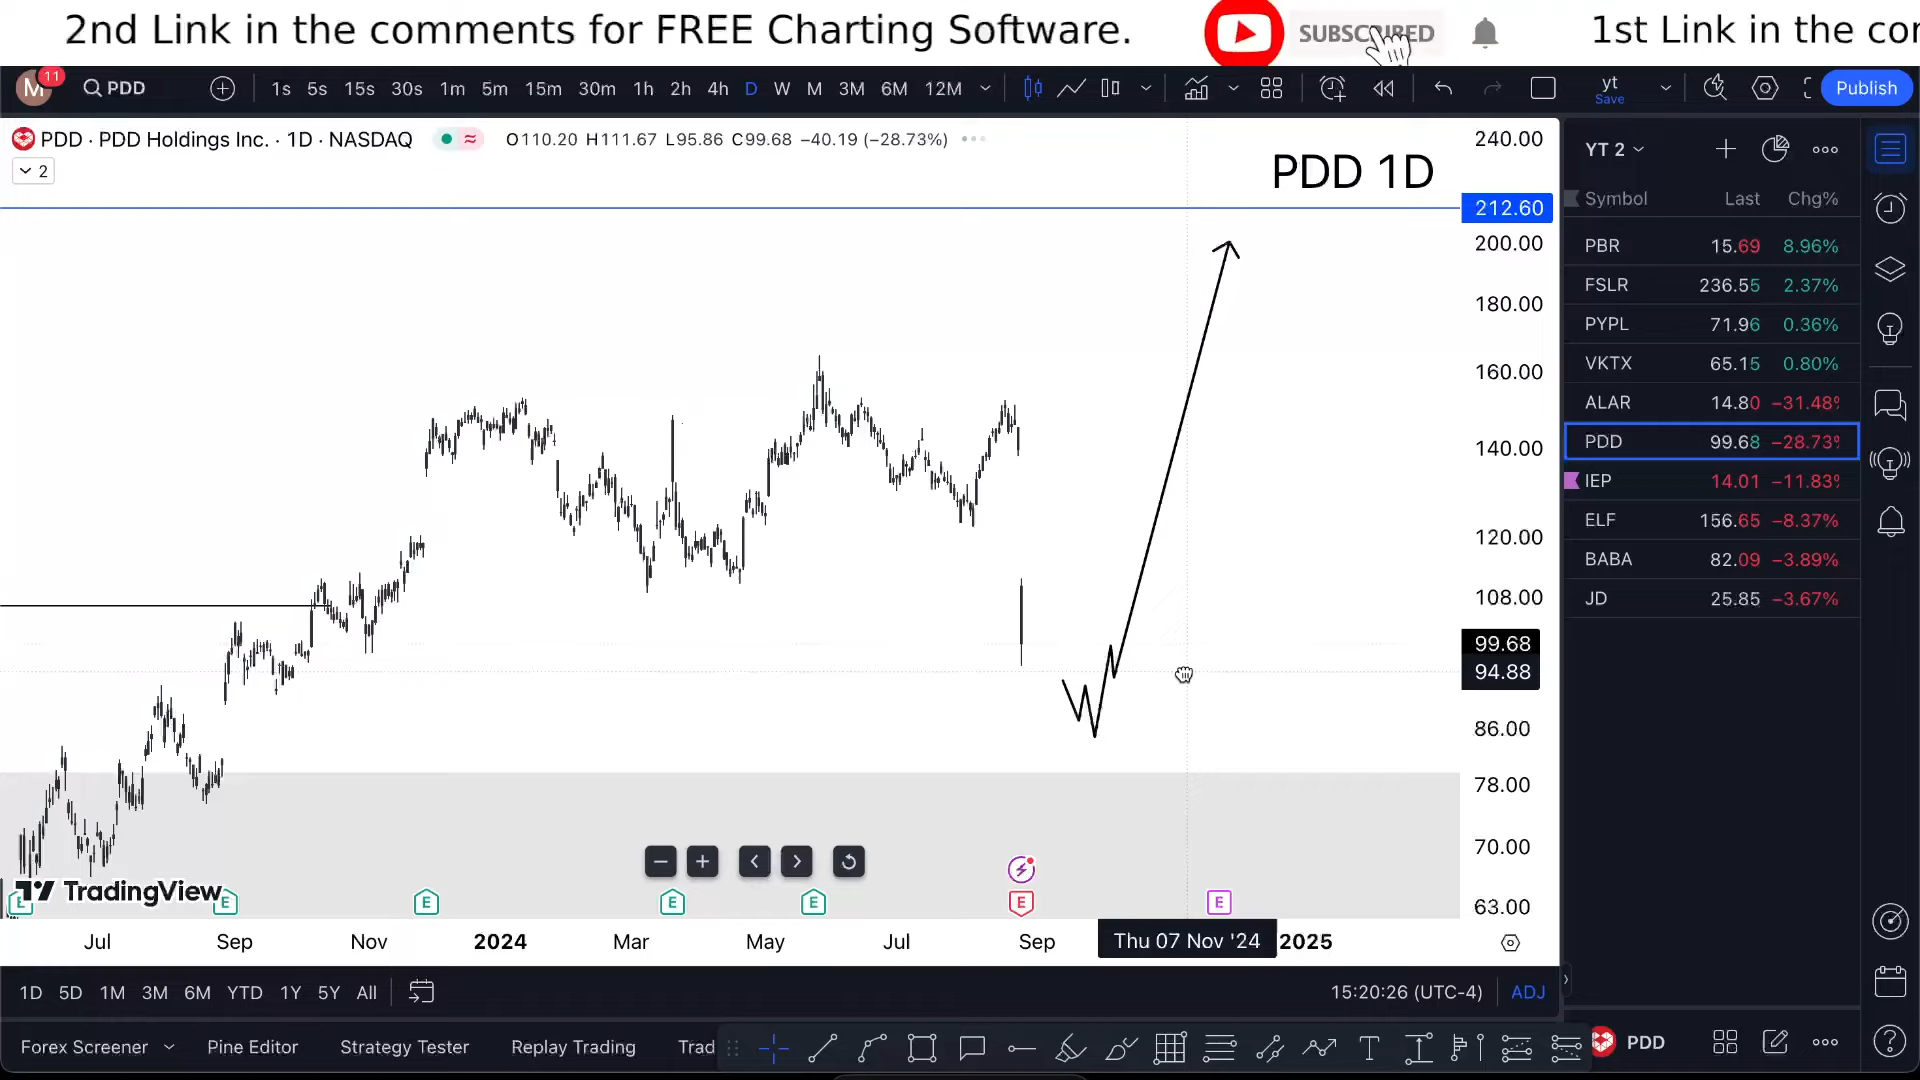 2nd Link in the comments for FREE Charting Software.
SUBSCRIBED
1st Link in the co
M
11
PDD
1s 5s 15s 30s 1m 5m 15m 30m 1h 2h 4h D W M 3M 6M 12M
yt
Save
Publish
PDD · PDD Holdings Inc. · 1D · NASDAQ
O110.20 H111.67 L95.86 C99.68 −40.19 (−28.73%)
2
PDD 1D
240.00
212.60
200.00
180.00
160.00
140.00
120.00
108.00
99.68
94.88
86.00
78.00
70.00
63.00
YT 2
Symbol Last Chg%
PBR 15.69 8.96%
FSLR 236.55 2.37%
PYPL 71.96 0.36%
VKTX 65.15 0.80%
ALAR 14.80 −31.48%
PDD 99.68 −28.73%
IEP 14.01 −11.83%
ELF 156.65 −8.37%
BABA 82.09 −3.89%
JD 25.85 −3.67%
TradingView
E E E E E E E
Jul Sep Nov 2024 Mar May Jul Sep Thu 07 Nov '24 2025
1D 5D 1M 3M 6M YTD 1Y 5Y All
15:20:26 (UTC-4) ADJ
Forex Screener Pine Editor Strategy Tester Replay Trading Trad
PDD